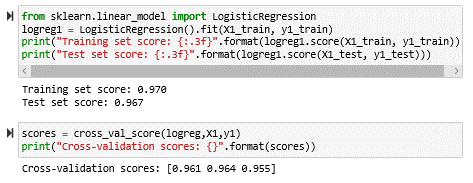 from sklearn.linear_model import LogisticRegression
logreg1 = LogisticRegression().fit(X1_train, y1_train)
print("Training set score: {:.3f}".format(logreg1.score(X1_train, y1_train))
print("Test set score: {:.3f}".format(logreg1.score(X1_test, y1_test)))
Training set score: 0.970
Test set score: 0.967
scores = cross_val_score(logreg,X1,y1)
print("Cross-validation scores: {}".format(scores))
Cross-validation scores: [0.961 0.964 0.955]